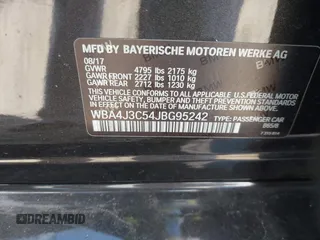 MFD BY BAYERISCHE MOTOREN WERKE AG
08/17
GVWR 4795 lbs 2175 kg
GAWR FRONT 2227 lbs 1010 kg
GAWR REAR 2712 lbs 1230 kg
THIS VEHICLE CONFORMS TO ALL APPLICABLE
FEDERAL MOTOR VEHICLE SAFETY, BUMPER, AND
THEFT PREVENTION STANDARDS IN EFFECT ON THE
DATE OF MANUFACTURE SHOWN ABOVE.
WBA4J3C54JBG95242 TYPE: PASSENGER CAR
AUTOBIDMASTER